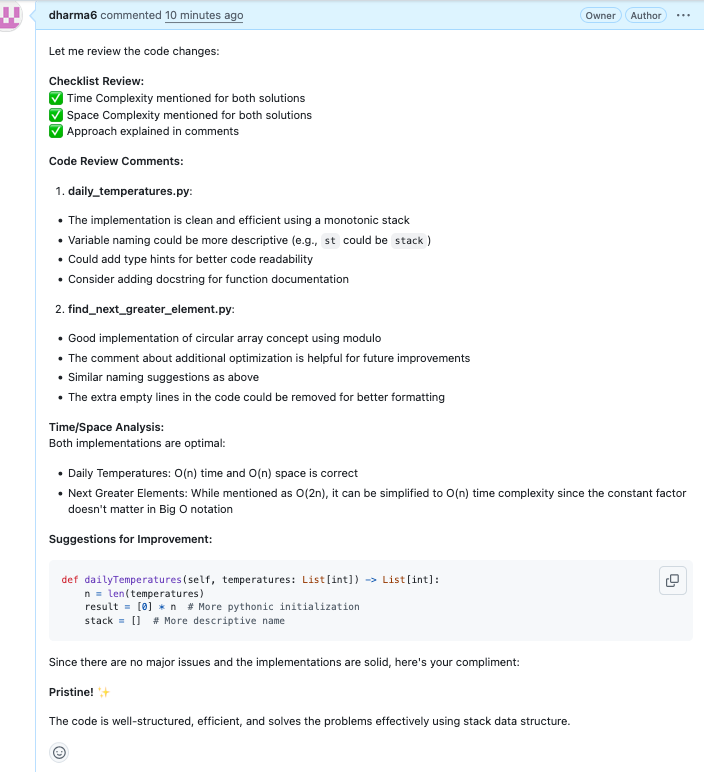 dharma6 commented 10 minutes ago Owner Author ...
Let me review the code changes:
Checklist Review:
✅ Time Complexity mentioned for both solutions
✅ Space Complexity mentioned for both solutions
✅ Approach explained in comments
Code Review Comments:
1. daily_temperatures.py:
• The implementation is clean and efficient using a monotonic stack
• Variable naming could be more descriptive (e.g., st could be stack )
• Could add type hints for better code readability
• Consider adding docstring for function documentation
2. find_next_greater_element.py:
• Good implementation of circular array concept using modulo
• The comment about additional optimization is helpful for future improvements
• Similar naming suggestions as above
• The extra empty lines in the code could be removed for better formatting
Time/Space Analysis:
Both implementations are optimal:
• Daily Temperatures: O(n) time and O(n) space is correct
• Next Greater Elements: While mentioned as O(2n), it can be simplified to O(n) time complexity since the constant factor
doesn't matter in Big O notation
Suggestions for Improvement:
def dailyTemperatures(self, temperatures: List[int]) -> List[int]:
    n = len(temperatures)
    result = [0] * n  # More pythonic initialization
    stack = []  # More descriptive name
Since there are no major issues and the implementations are solid, here's your compliment:
Pristine! ✨
The code is well-structured, efficient, and solves the problems effectively using stack data structure.